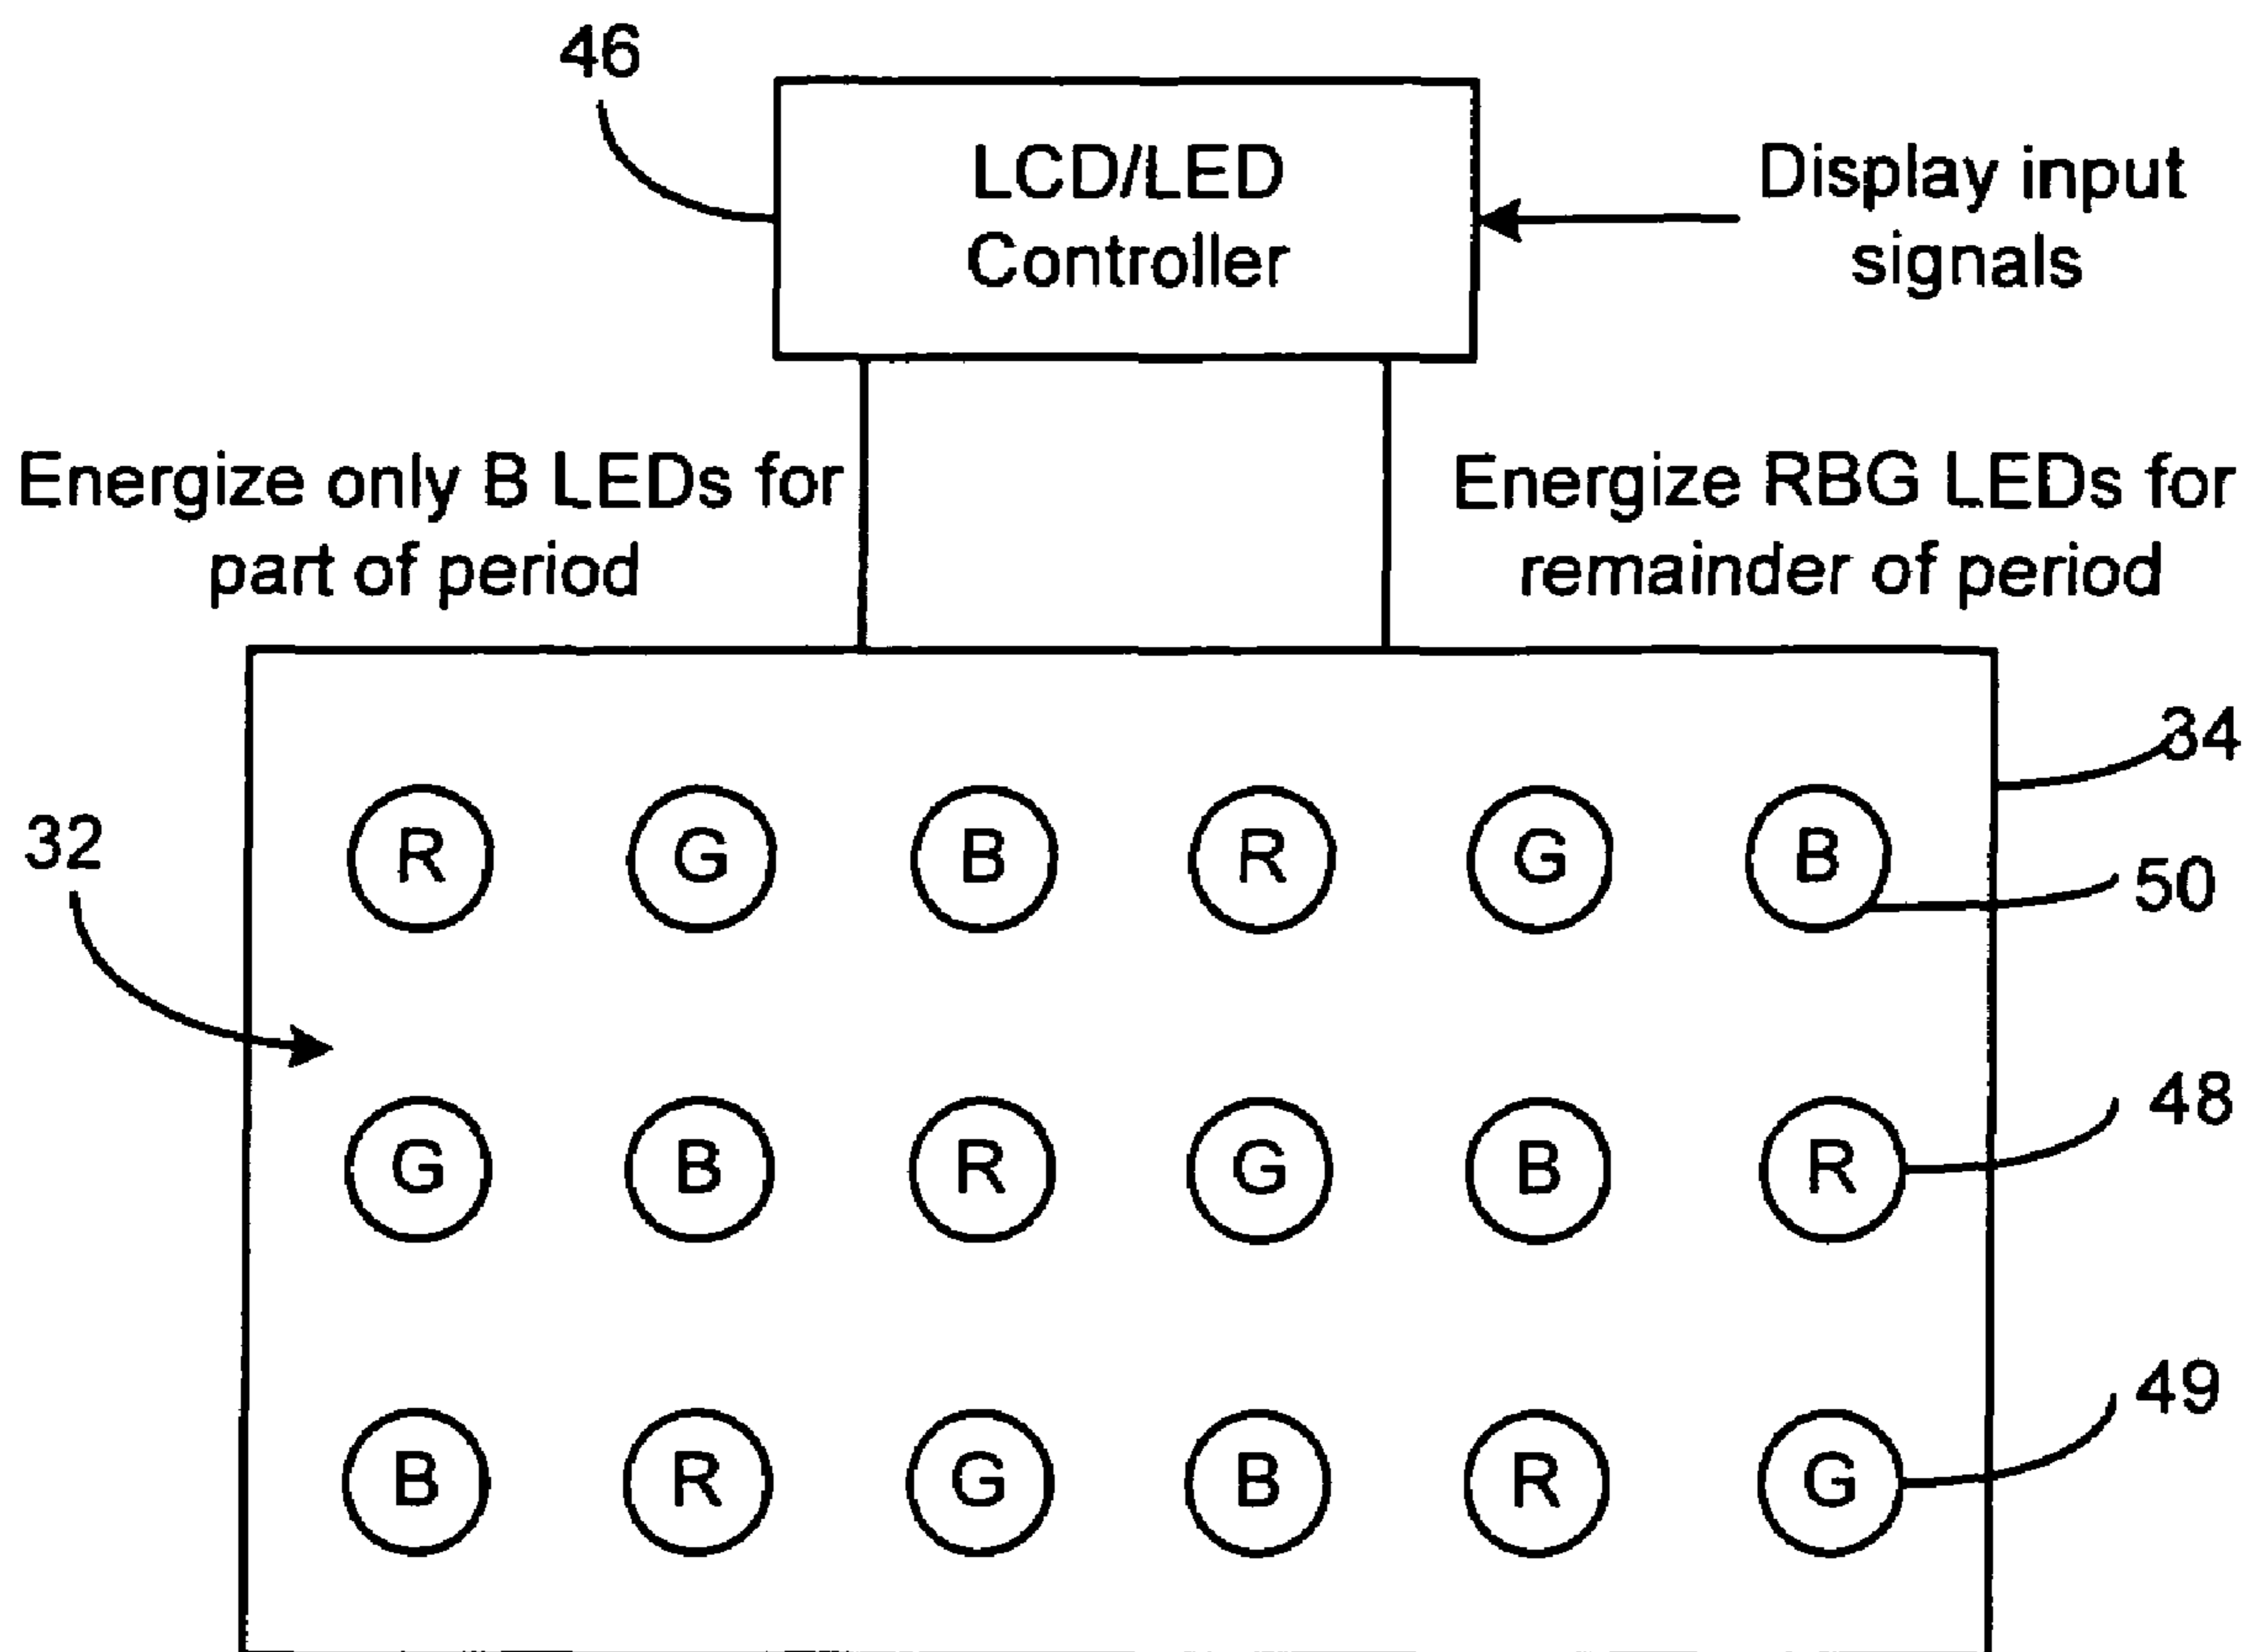 46
LCD/LED
Controller
Display input
signals
Energize only B LEDs for
part of period
Energize RBG LEDs for
remainder of period
34
32
R G B R G B
50
G B R G B R
48
B R G B R G
49